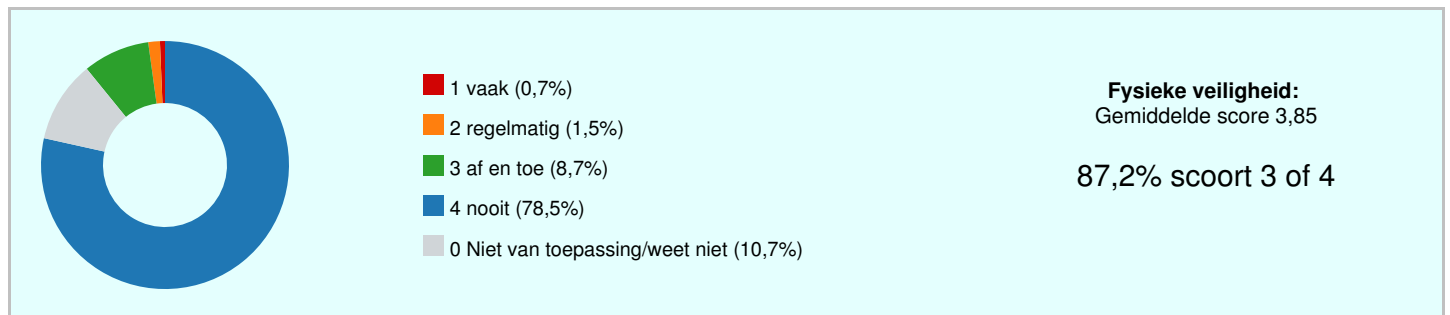 1 vaak (0,7%)
2 regelmatig (1,5%)
3 af en toe (8,7%)
4 nooit (78,5%)
0 Niet van toepassing/weet niet (10,7%)
Fysieke veiligheid:
Gemiddelde score 3,85
87,2% scoort 3 of 4